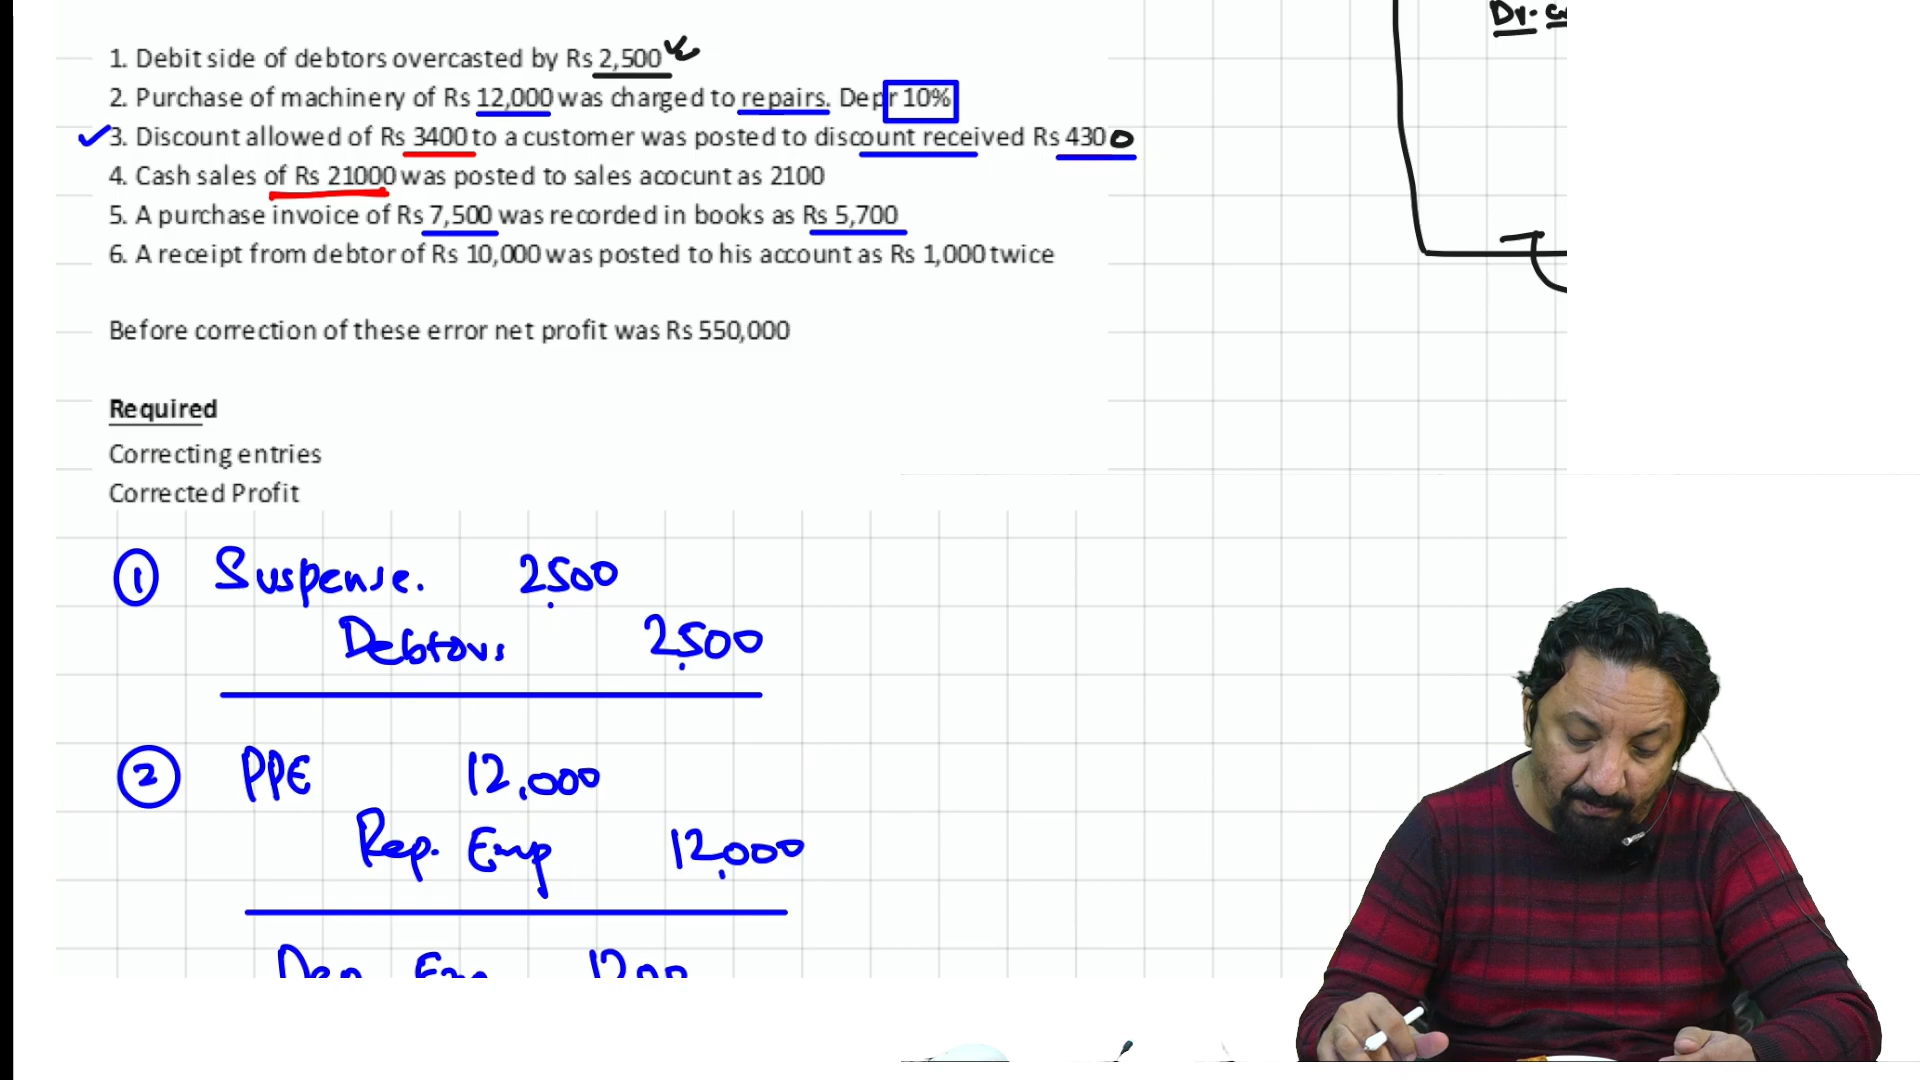 Dr.
1. Debit side of debtors overcasted by Rs 2,500
2. Purchase of machinery of Rs 12,000 was charged to repairs. Depr 10%
3. Discount allowed of Rs 3400 to a customer was posted to discount received Rs 4300
4. Cash sales of Rs 21000 was posted to sales acocunt as 2100
5. A purchase invoice of Rs 7,500 was recorded in books as Rs 5,700
6. A receipt from debtor of Rs 10,000 was posted to his account as Rs 1,000 twice
Before correction of these error net profit was Rs 550,000
Required
Correcting entries
Corrected Profit
① Suspense. 2500
Debtors 2500
② PPE 12,000
Rep. Exp 12,000
Dep Exp 1200